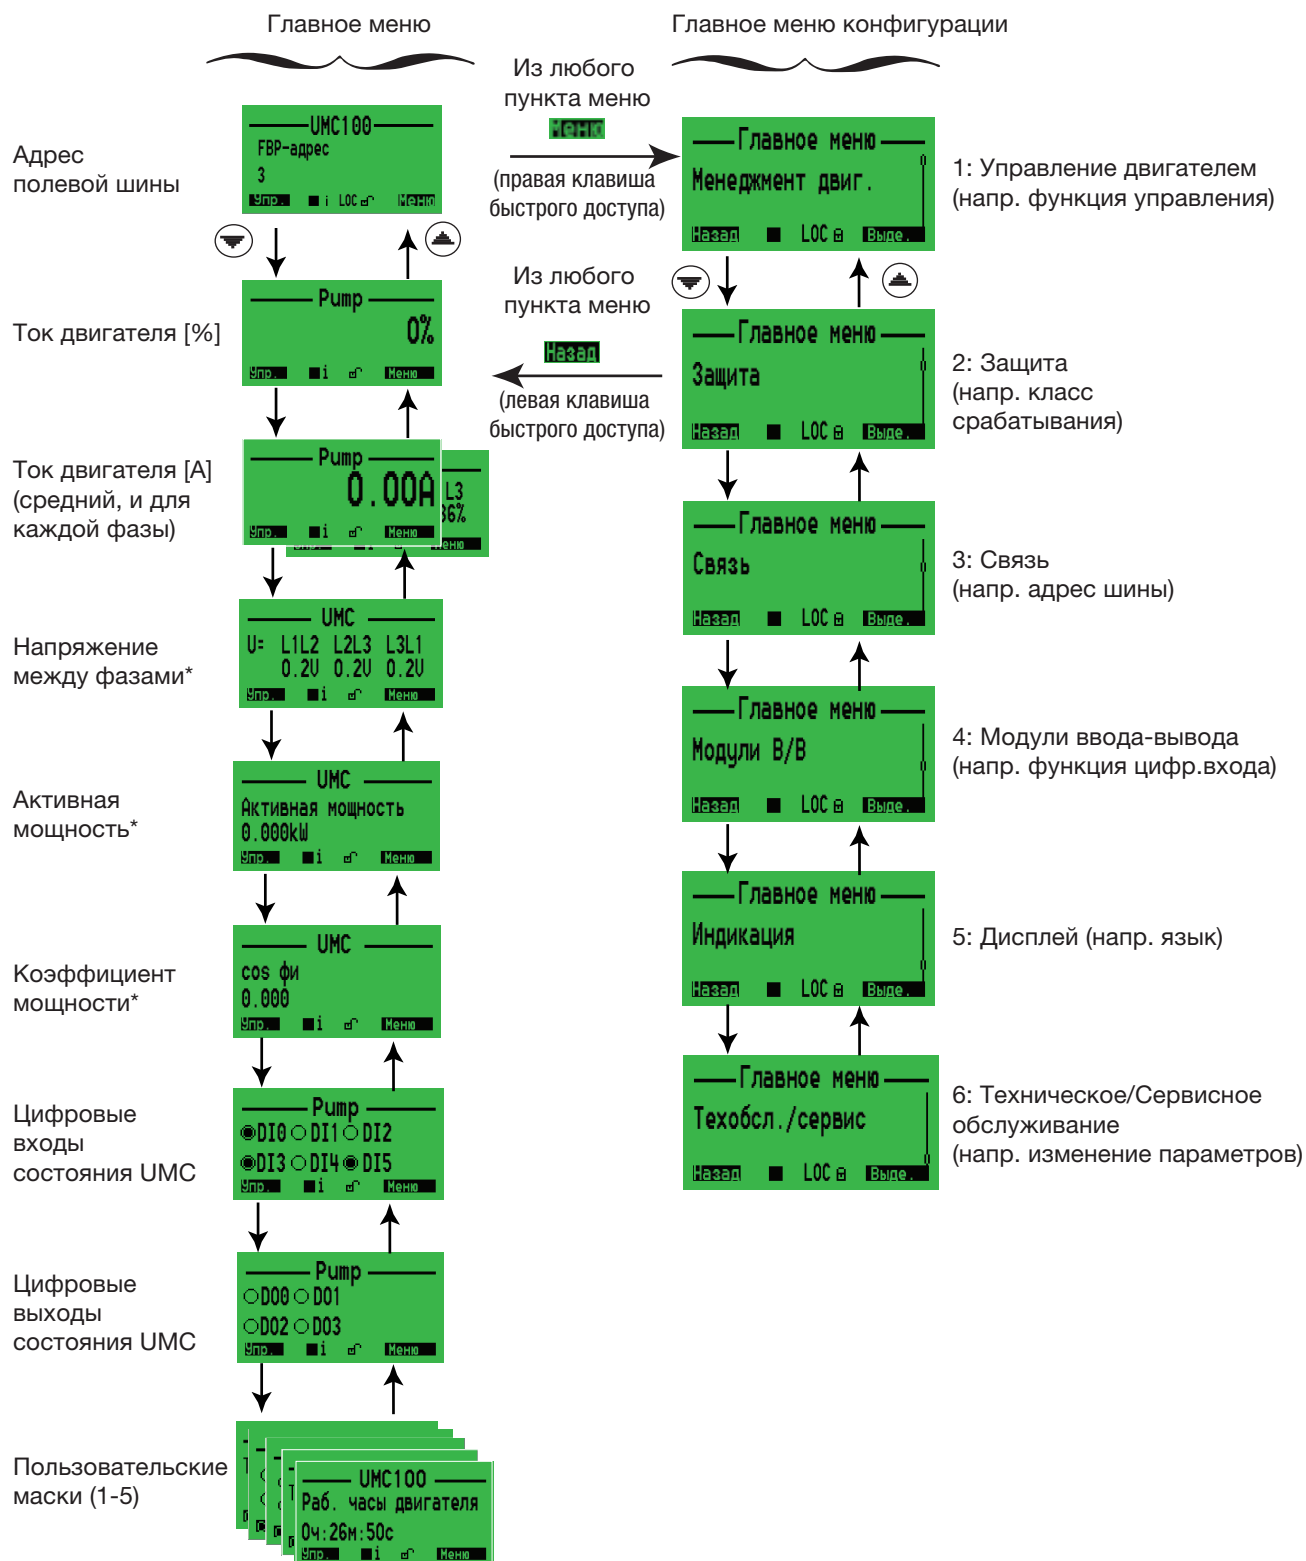 Главное меню
Главное меню конфигурации
Из любого
пункта меню
Меню
(правая клавиша
быстрого доступа)
Из любого
пункта меню
Назад
(левая клавиша
быстрого доступа)
Адрес
полевой шины
UMC100
FBP-адрес
3
Упр. i LOC Меню
Ток двигателя [%]
Pump
0%
Упр. i Меню
Ток двигателя [A]
(средний, и для
каждой фазы)
Pump
0.00A
Упр. i Меню
L3
36%
Меню
Напряжение
между фазами*
UMC
U= L1L2 L2L3 L3L1
0.2V 0.2V 0.2V
Упр. i Меню
Активная
мощность*
UMC
Активная мощность
0.000kW
Упр. i Меню
Коэффициент
мощности*
UMC
cos фи
0.000
Упр. i Меню
Цифровые
входы
состояния UMC
Pump
DI0 DI1 DI2
DI3 DI4 DI5
Упр. i Меню
Цифровые
выходы
состояния UMC
Pump
DO0 DO1
DO2 DO3
Упр. i Меню
Пользовательские
маски (1-5)
UMC100
Раб. часы двигателя
0ч:26м:50с
Упр. i Меню
Главное меню
Менеджмент двиг.
Назад LOC Выде.
1: Управление двигателем
(напр. функция управления)
Главное меню
Защита
Назад LOC Выде.
2: Защита
(напр. класс
срабатывания)
Главное меню
Связь
Назад LOC Выде.
3: Связь
(напр. адрес шины)
Главное меню
Модули В/В
Назад LOC Выде.
4: Модули ввода-вывода
(напр. функция цифр.входа)
Главное меню
Индикация
Назад LOC Выде.
5: Дисплей (напр. язык)
Главное меню
Техобсл./сервис
Назад LOC Выде.
6: Техническое/Сервисное
обслуживание
(напр. изменение параметров)